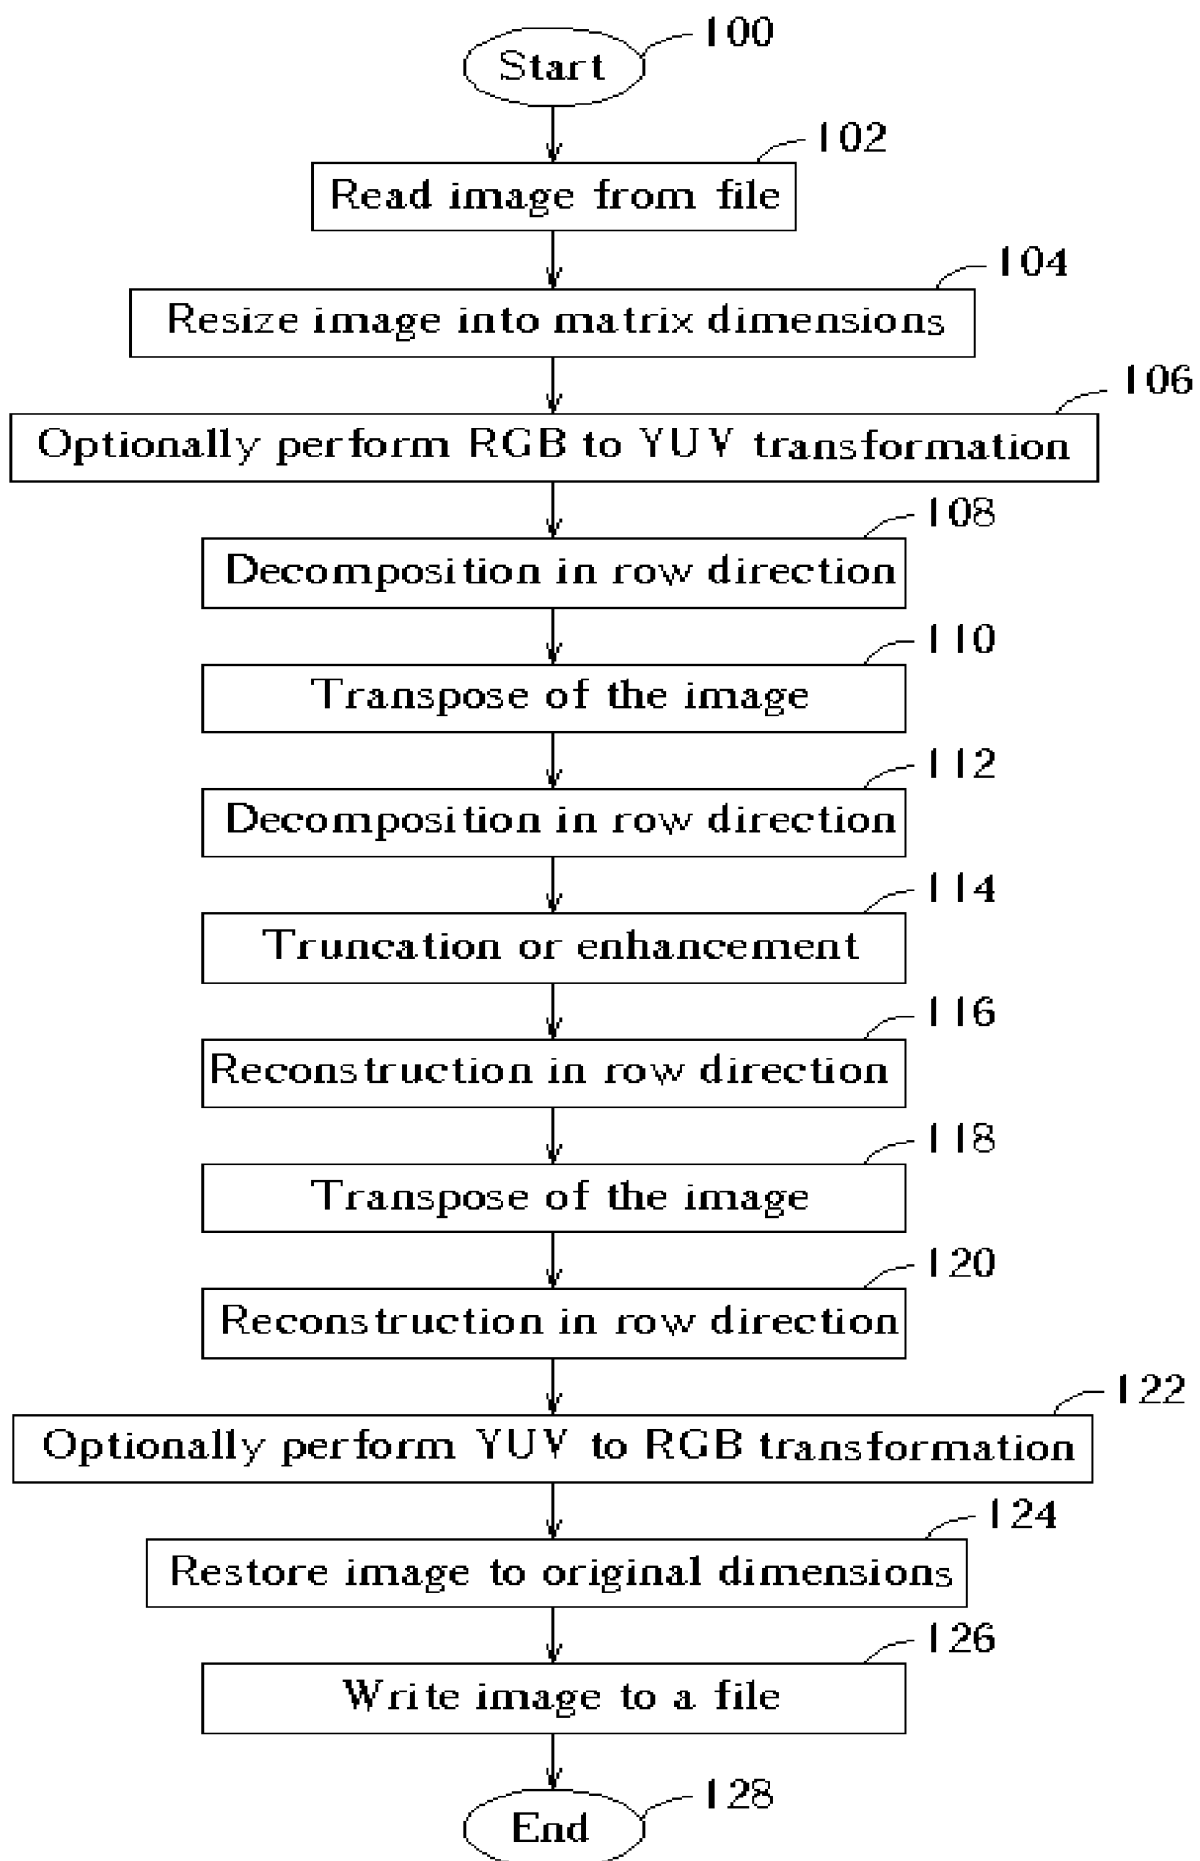 100
Start
102
Read image from file
104
Resize image into matrix dimensions
106
Optionally perform RGB to YUV transformation
108
Decomposition in row direction
110
Transpose of the image
112
Decomposition in row direction
114
Truncation or enhancement
116
Reconstruction in row direction
118
Transpose of the image
120
Reconstruction in row direction
122
Optionally perform YUV to RGB transformation
124
Restore image to original dimensions
126
Write image to a file
128
End